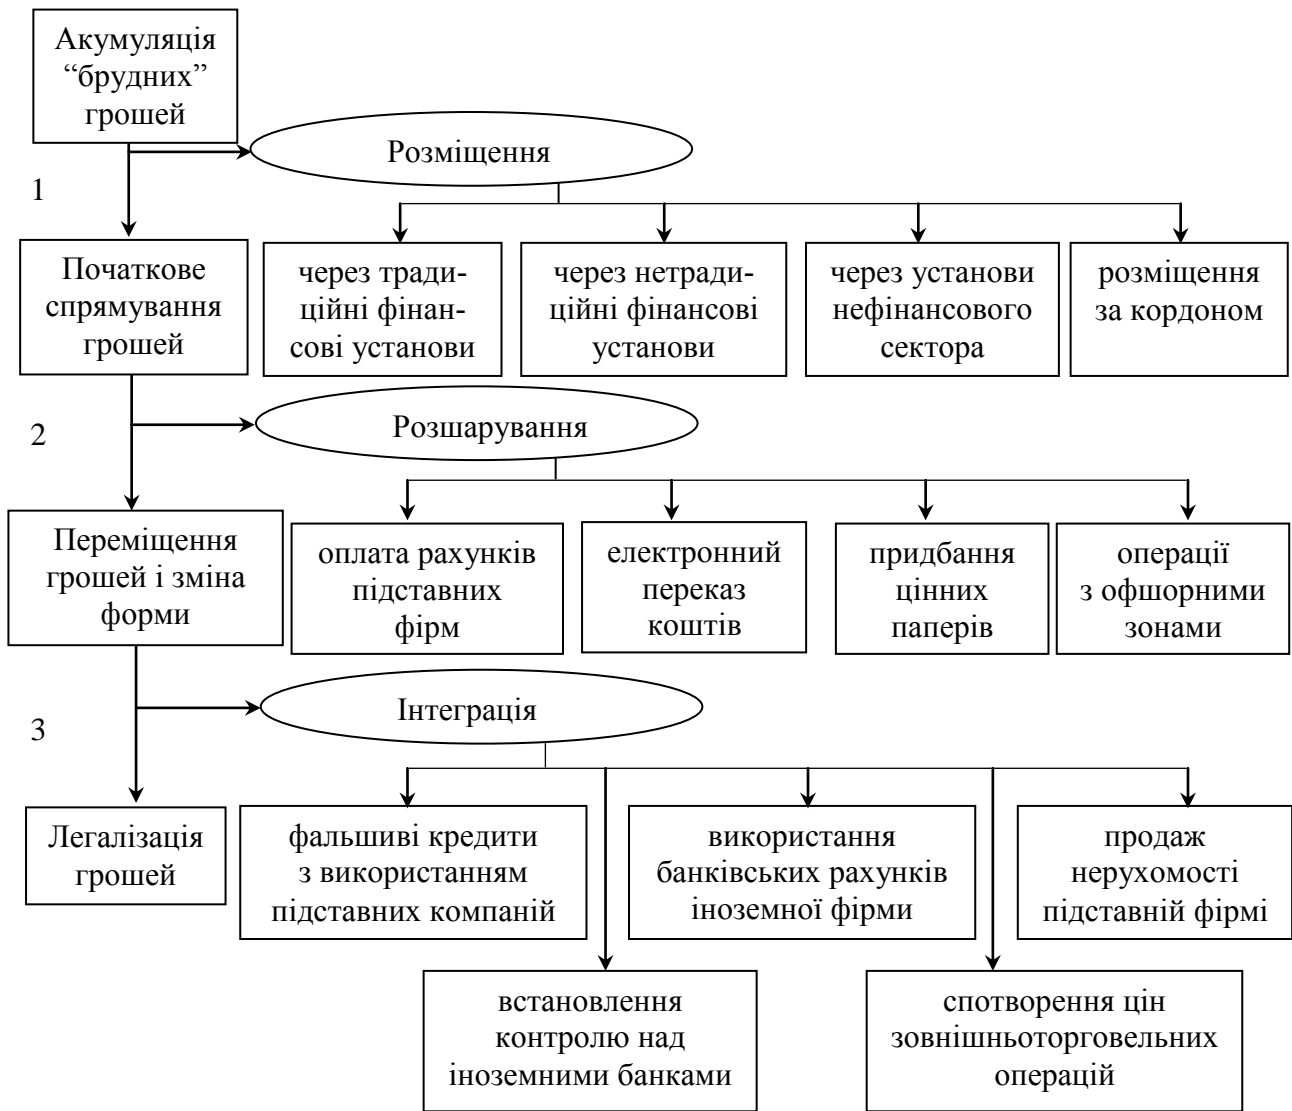 Акумуляція
“брудних”
грошей
Розміщення
1
Початкове
спрямування
грошей
через тради-
ційні фінан-
сові установи
через нетради-
ційні фінансові
установи
через установи
нефінансового
сектора
розміщення
за кордоном
Розшарування
2
Переміщення
грошей і зміна
форми
оплата рахунків
підставних
фірм
електронний
переказ
коштів
придбання
цінних
паперів
операції
з офшорними
зонами
Інтеграція
3
Легалізація
грошей
фальшиві кредити
з використанням
підставних компаній
використання
банківських рахунків
іноземної фірми
продаж
нерухомості
підставній фірмі
встановлення
контролю над
іноземними банками
спотворення цін
зовнішньоторговельних
операцій